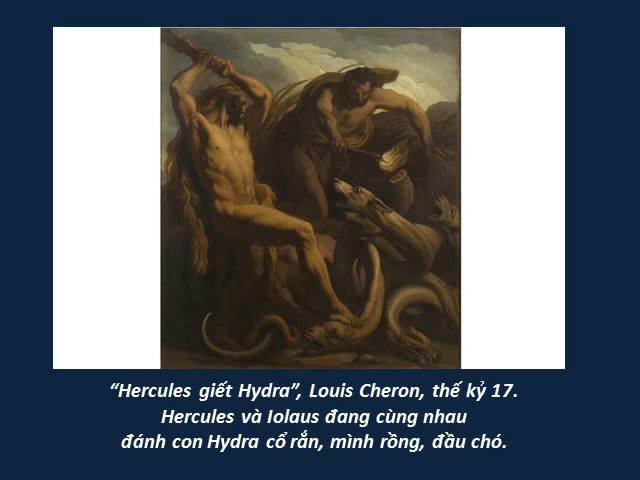 “Hercules giết Hydra”, Louis Cheron, thế kỷ 17.
Hercules và Iolaus đang cùng nhau
đánh con Hydra cổ rắn, mình rồng, đầu chó.